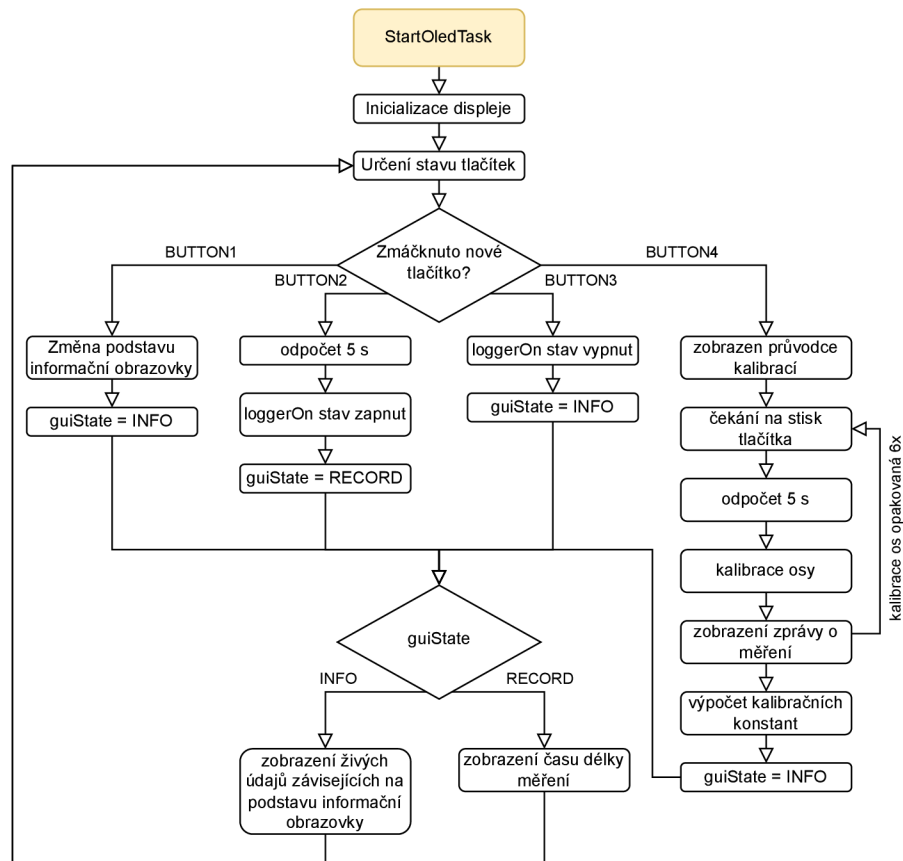 StartOledTask
Inicializace displeje
Určení stavu tlačítek
Zmáčknuto nové
tlačítko?
BUTTON1
BUTTON2
BUTTON3
BUTTON4
Změna podstavu
informační obrazovky
guiState = INFO
odpočet 5 s
loggerOn stav zapnut
guiState = RECORD
loggerOn stav vypnut
guiState = INFO
zobrazen průvodce
kalibrací
čekání na stisk
tlačítka
odpočet 5 s
kalibrace osy
zobrazení zprávy o
měření
kalibrace os opakovaná 6x
výpočet kalibračních
konstant
guiState = INFO
guiState
INFO
RECORD
zobrazení živých
údajů závisejících na
podstavu informační
obrazovky
zobrazení času délky
měření